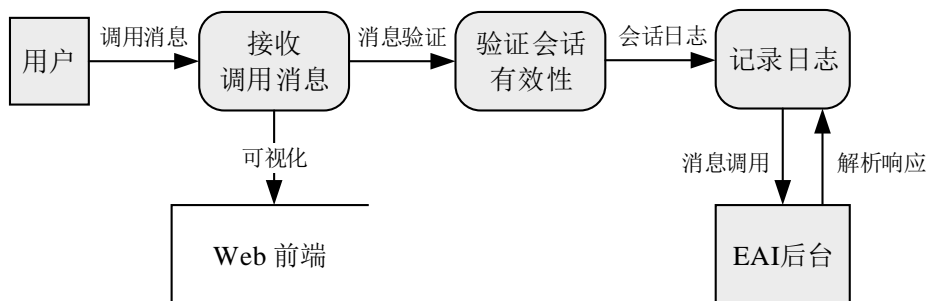 用户
调用消息
接收
调用消息
消息验证
验证会话
有效性
会话日志
记录日志
可视化
消息调用
解析响应
Web 前端
EAI后台